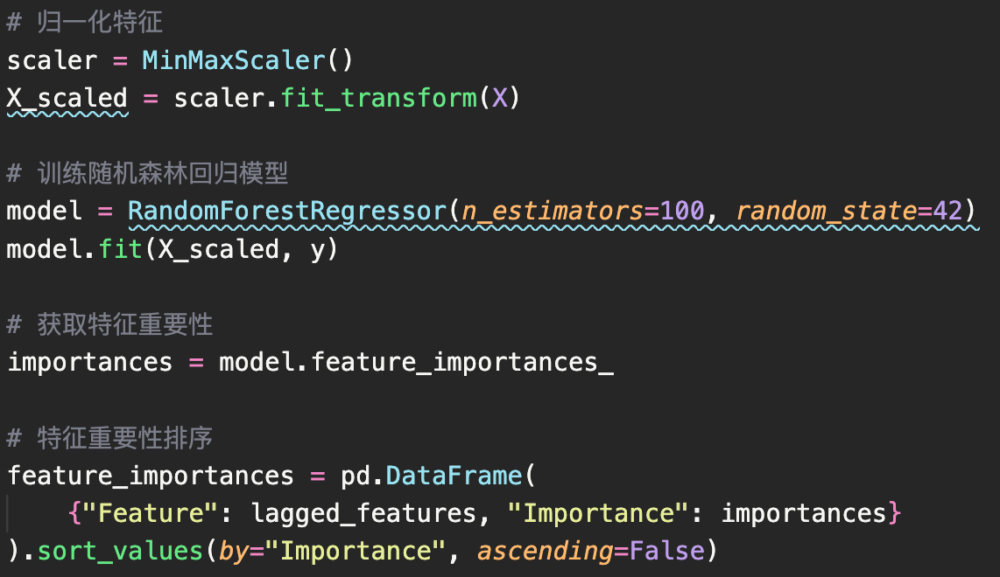 # 归一化特征
scaler = MinMaxScaler()
X_scaled = scaler.fit_transform(X)
# 训练随机森林回归模型
model = RandomForestRegressor(n_estimators=100, random_state=42)
model.fit(X_scaled, y)
# 获取特征重要性
importances = model.feature_importances_
# 特征重要性排序
feature_importances = pd.DataFrame(
    {"Feature": lagged_features, "Importance": importances}
).sort_values(by="Importance", ascending=False)